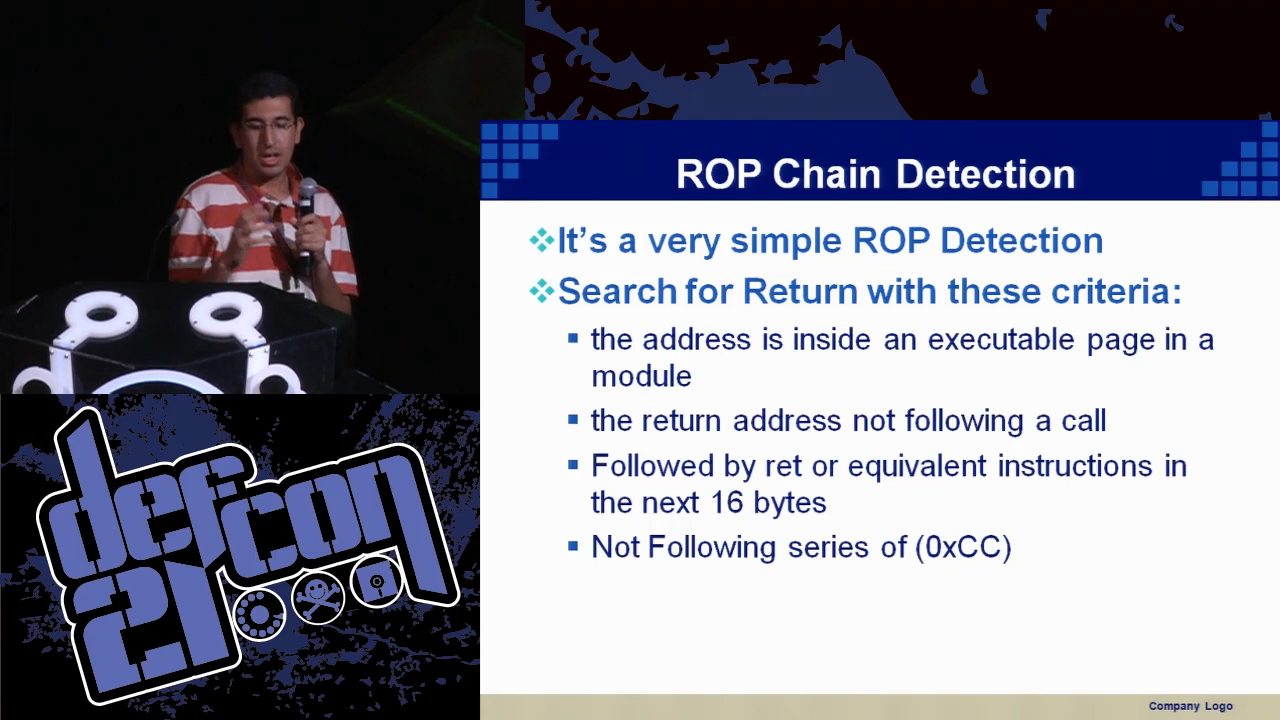 ROP Chain Detection
It's a very simple ROP Detection
Search for Return with these criteria:
the address is inside an executable page in a
module
the return address not following a call
Followed by ret or equivalent instructions in
the next 16 bytes
Not Following series of (0xCC)
defcon
21
Company Logo